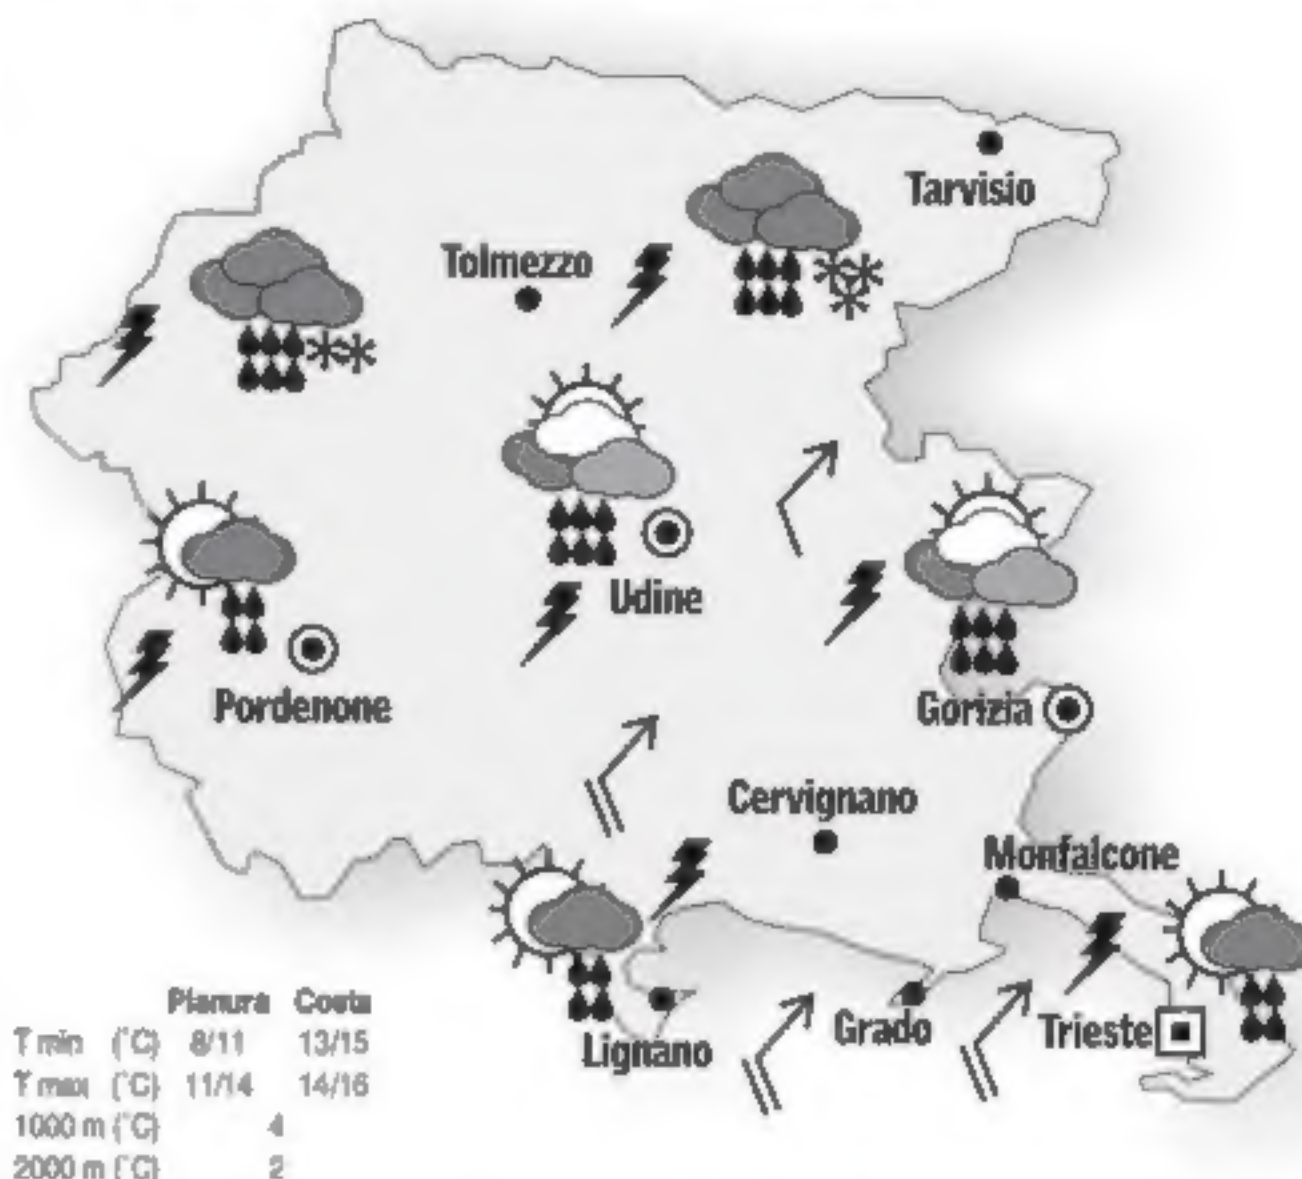 Tarvisio
Tolmezzo
Udine
Pordenone
Gorizia
Cervignano
Monfalcone
Grado
Trieste
Lignano
Pianura Costa
T min (°C) 8/11 13/15
T max (°C) 11/14 14/16
1000 m (°C) 4
2000 m (°C) 2